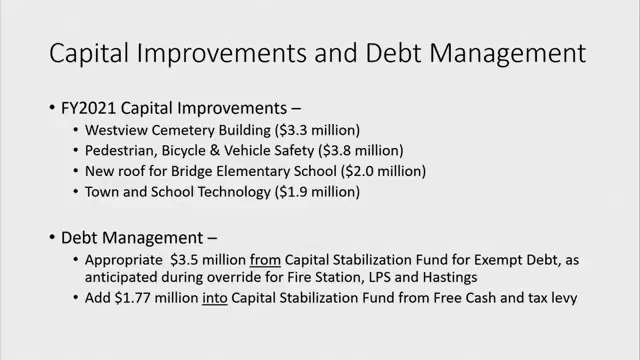 Capital Improvements and Debt Management
• FY2021 Capital Improvements –
• Westview Cemetery Building ($3.3 million)
• Pedestrian, Bicycle & Vehicle Safety ($3.8 million)
• New roof for Bridge Elementary School ($2.0 million)
• Town and School Technology ($1.9 million)
• Debt Management –
• Appropriate $3.5 million from Capital Stabilization Fund for Exempt Debt, as
anticipated during override for Fire Station, LPS and Hastings
• Add $1.77 million into Capital Stabilization Fund from Free Cash and tax levy